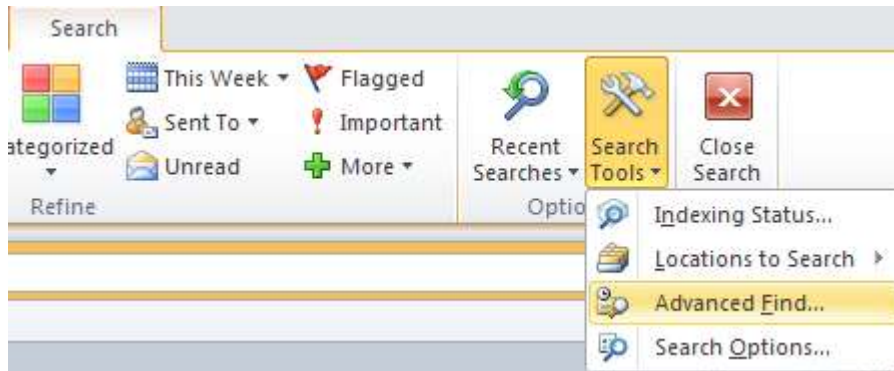 Search
This Week Flagged
Sent To Important
ategorized
Unread More
Recent Searches
Search Tools
Close Search
Refine
Optio
Indexing Status...
Locations to Search
Advanced Find...
Search Options...